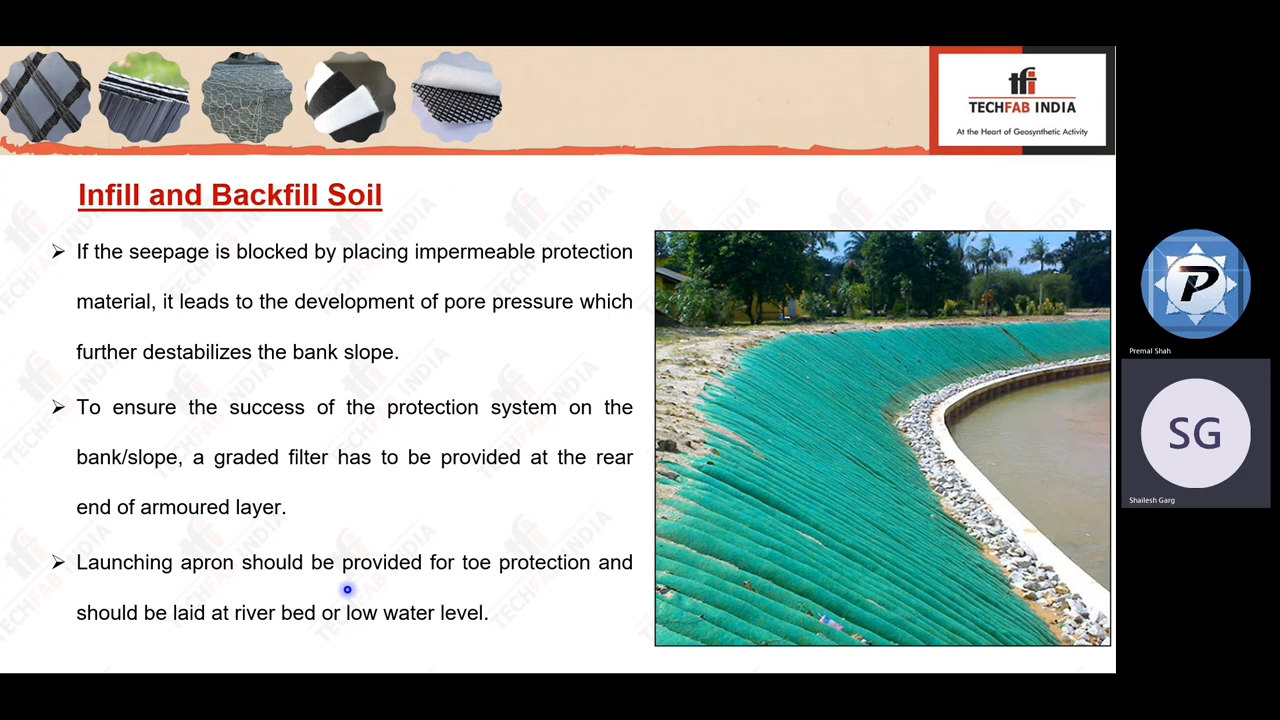 tfi
TECHFAB INDIA
At the Heart of Geosynthetic Activity
Infill and Backfill Soil
➢ If the seepage is blocked by placing impermeable protection
material, it leads to the development of pore pressure which
further destabilizes the bank slope.
➢ To ensure the success of the protection system on the
bank/slope, a graded filter has to be provided at the rear
end of armoured layer.
➢ Launching apron should be provided for toe protection and
should be laid at river bed or low water level.
P
Premal Shah
SG
Shailesh Garg